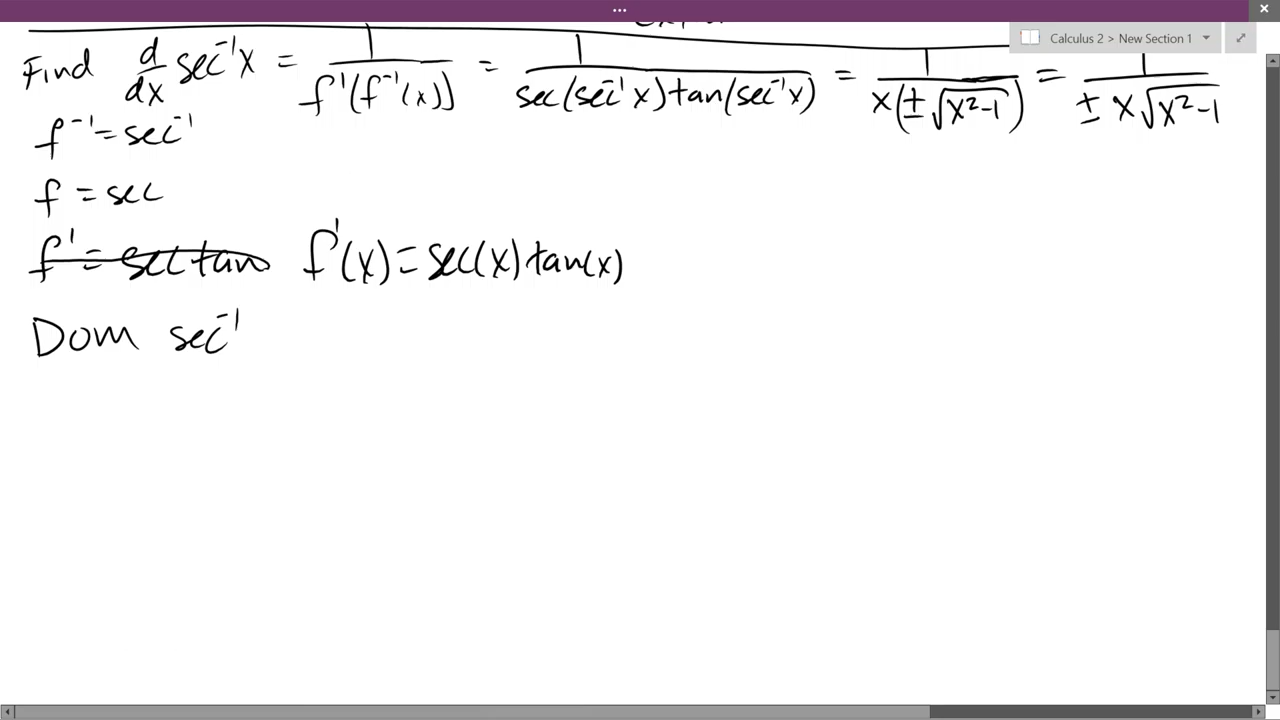 ...
Calculus 2 > New Section 1
Find d/dx sec⁻¹x = 1/f'(f⁻¹(x)) = 1/sec(sec⁻¹x)tan(sec⁻¹x) = 1/x(±√x²-1) = 1/±x√x²-1
f⁻¹ = sec⁻¹
f = sec
f' = sec tan f'(x) = sec(x) tan(x)
Dom sec⁻¹